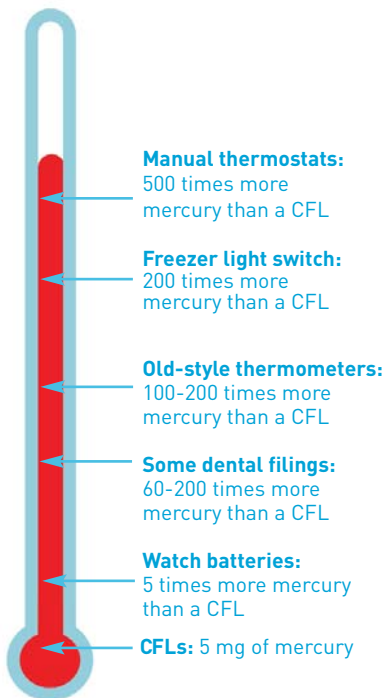 Manual thermostats:
500 times more
mercury than a CFL
Freezer light switch:
200 times more
mercury than a CFL
Old-style thermometers:
100-200 times more
mercury than a CFL
Some dental filings:
60-200 times more
mercury than a CFL
Watch batteries:
5 times more mercury
than a CFL
CFLs: 5 mg of mercury